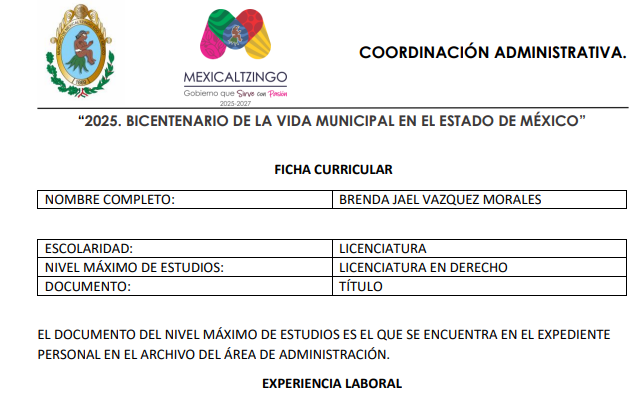 COORDINACIÓN ADMINISTRATIVA.
MEXICALTZINGO
Gobierno que Sirve con Pasión
2025-2027
“2025. BICENTENARIO DE LA VIDA MUNICIPAL EN EL ESTADO DE MÉXICO”
FICHA CURRICULAR
NOMBRE COMPLETO: BRENDA JAEL VAZQUEZ MORALES
ESCOLARIDAD: LICENCIATURA
NIVEL MÁXIMO DE ESTUDIOS: LICENCIATURA EN DERECHO
DOCUMENTO: TÍTULO
EL DOCUMENTO DEL NIVEL MÁXIMO DE ESTUDIOS ES EL QUE SE ENCUENTRA EN EL EXPEDIENTE
PERSONAL EN EL ARCHIVO DEL ÁREA DE ADMINISTRACIÓN.
EXPERIENCIA LABORAL